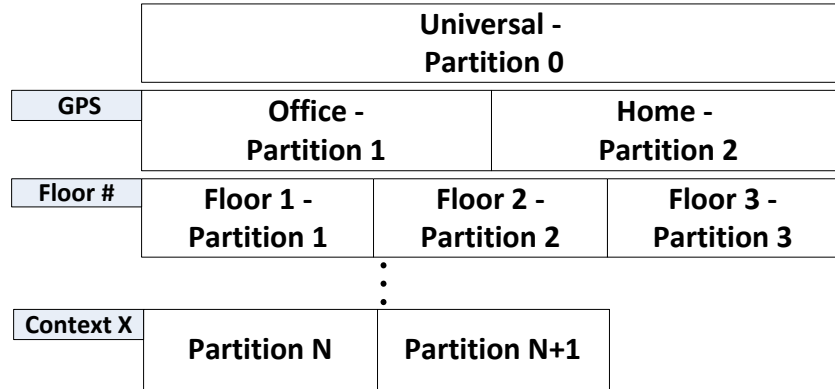 Universal -
Partition 0
GPS
Office -
Partition 1
Home -
Partition 2
Floor #
Floor 1 -
Partition 1
Floor 2 -
Partition 2
Floor 3 -
Partition 3
Context X
Partition N
Partition N+1